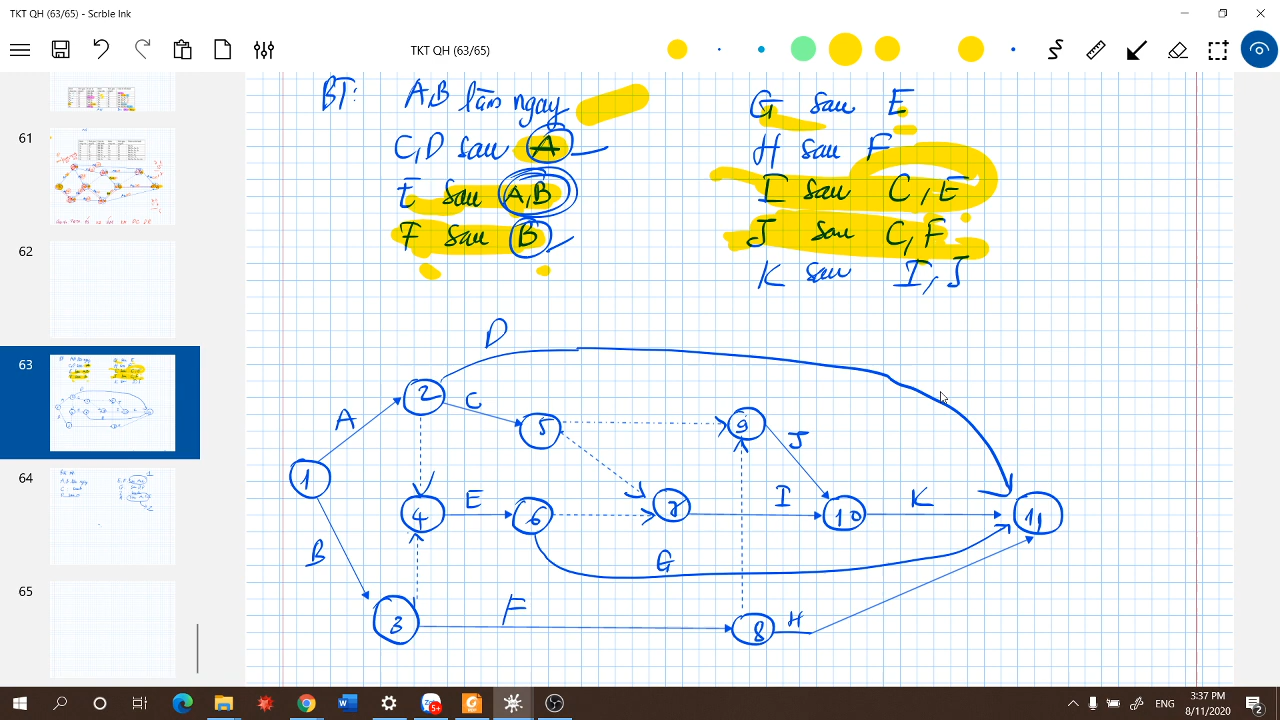 TKT QH (63/65) - Scrble Ink
TKT QH (63/65)
61
62
63
64
65
BT: A,B làm ngay
C,D sau A
E sau A,B
F sau B
G sau E
H sau F
I sau C,E
J sau C,F
K sau I,J
D
A
2
C
5
9
J
1
4
E
6
7
I
10
K
11
B
G
3
F
8
H
5+
ENG
3:37 PM
8/11/2020
2